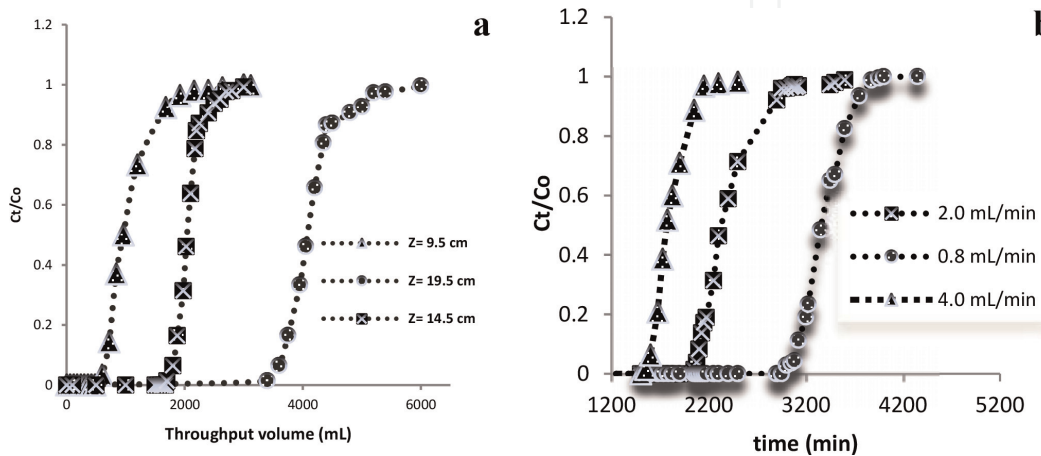 a
1.2
1
0.8
0.6
0.4
0.2
0
Ct/Co
0 2000 4000 6000
Throughput volume (mL)
Z= 9.5 cm
Z= 19.5 cm
Z= 14.5 cm
1.2
1
0.8
0.6
0.4
0.2
0
Ct/Co
1200 2200 3200 4200 5200
time (min)
2.0 mL/min
0.8 mL/min
4.0 mL/min